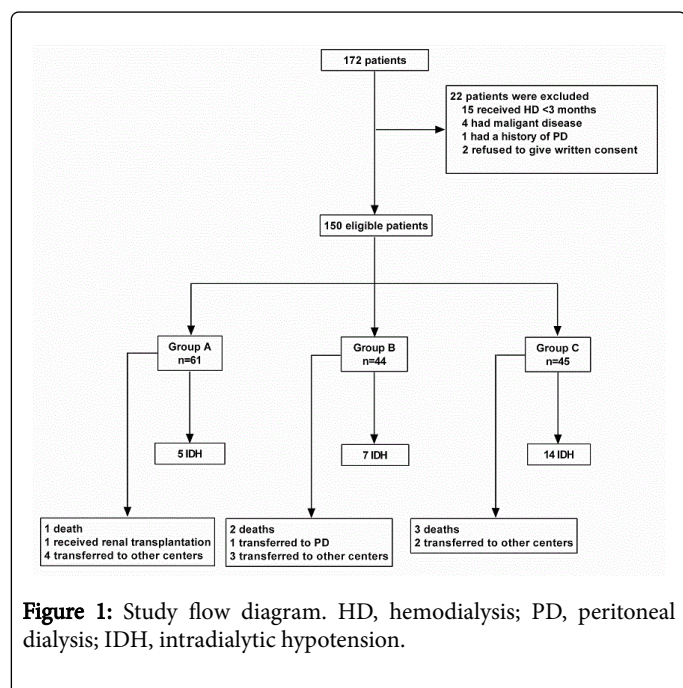 172 patients
22 patients were excluded
15 received HD <3 months
4 had maligant disease
1 had a history of PD
2 refused to give written consent
150 eligible patients
Group A
n=61
Group B
n=44
Group C
n=45
5 IDH
7 IDH
14 IDH
1 death
1 received renal transplantation
4 transferred to other centers
2 deaths
1 transferred to PD
3 transferred to other centers
3 deaths
2 transferred to other centers
Figure 1: Study flow diagram. HD, hemodialysis; PD, peritoneal
dialysis; IDH, intradialytic hypotension.